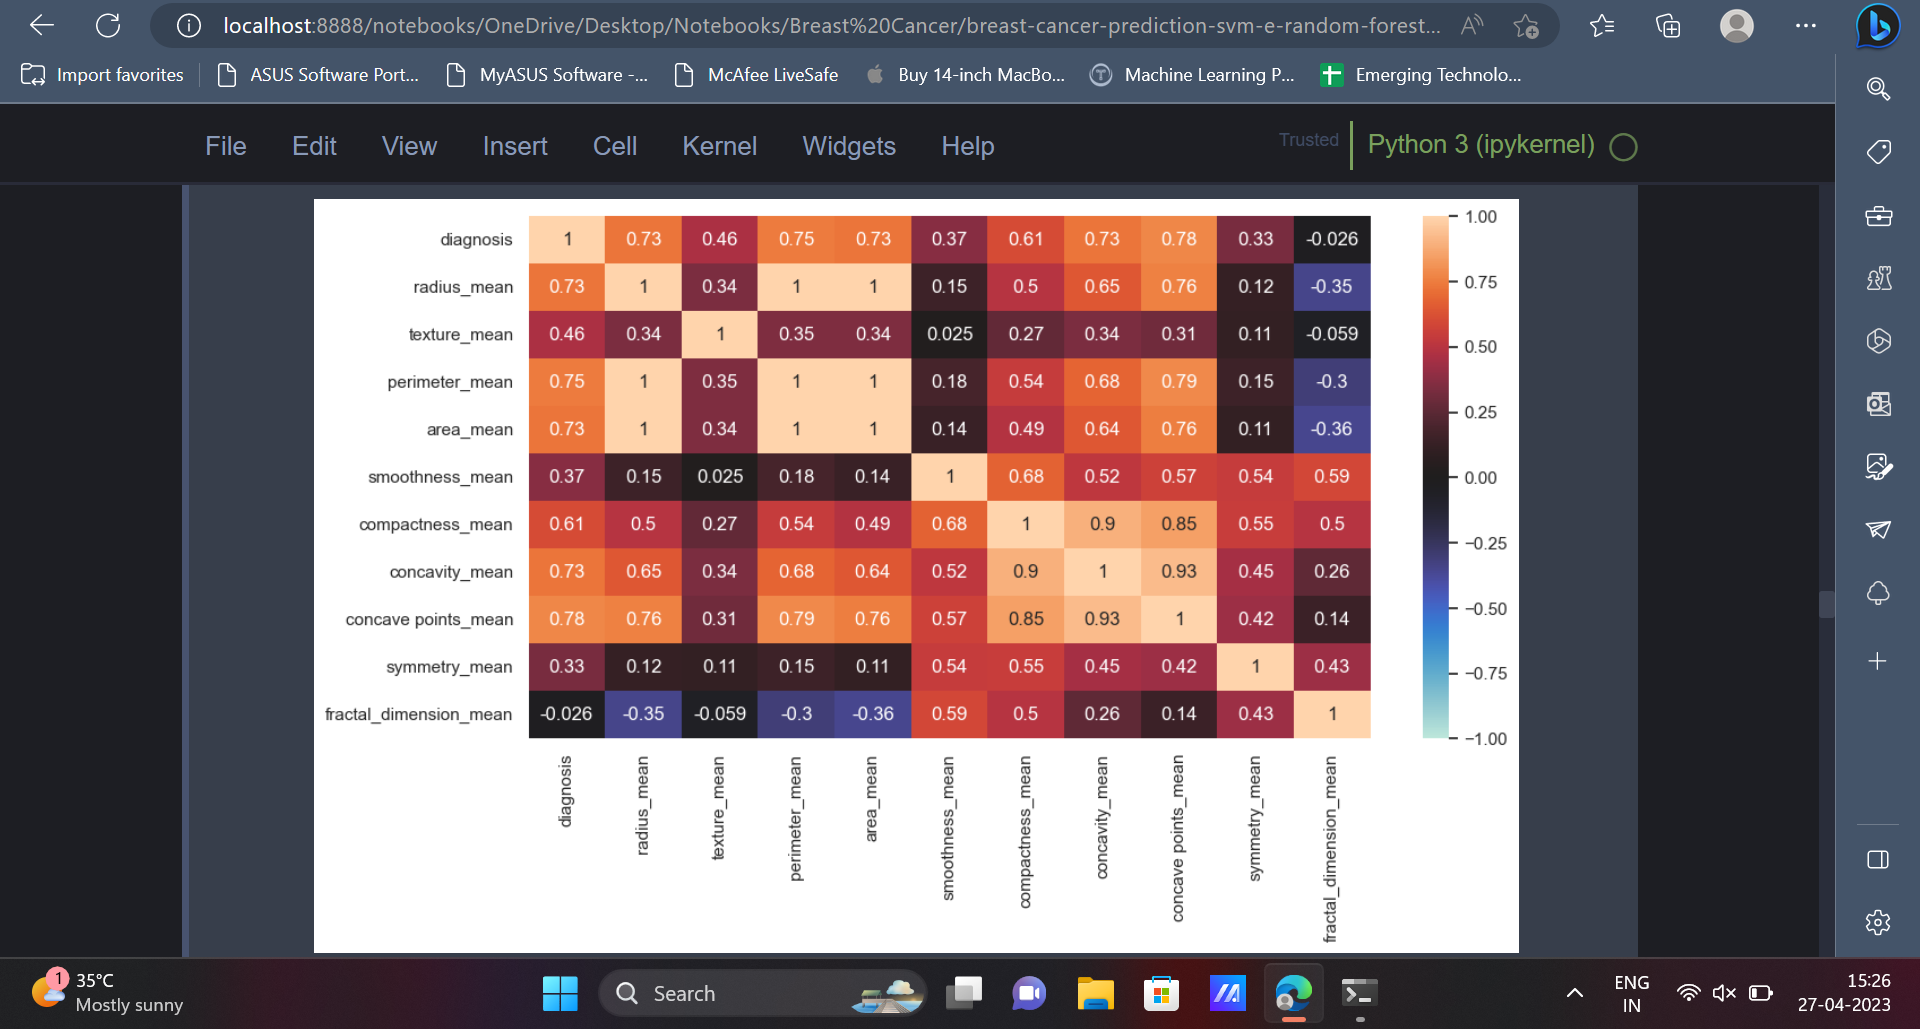 localhost:8888/notebooks/OneDrive/Desktop/Notebooks/Breast%20Cancer/breast-cancer-prediction-svm-e-random-forest...
Import favorites ASUS Software Port... MyASUS Software -... McAfee LiveSafe Buy 14-inch MacBo... Machine Learning P... Emerging Technolo...
File Edit View Insert Cell Kernel Widgets Help Trusted Python 3 (ipykernel)
diagnosis 1 0.73 0.46 0.75 0.73 0.37 0.61 0.73 0.78 0.33 -0.026
radius_mean 0.73 1 0.34 1 1 0.15 0.5 0.65 0.76 0.12 -0.35
texture_mean 0.46 0.34 1 0.35 0.34 0.025 0.27 0.34 0.31 0.11 -0.059
perimeter_mean 0.75 1 0.35 1 1 0.18 0.54 0.68 0.79 0.15 -0.3
area_mean 0.73 1 0.34 1 1 0.14 0.49 0.64 0.76 0.11 -0.36
smoothness_mean 0.37 0.15 0.025 0.18 0.14 1 0.68 0.52 0.57 0.54 0.59
compactness_mean 0.61 0.5 0.27 0.54 0.49 0.68 1 0.9 0.85 0.55 0.5
concavity_mean 0.73 0.65 0.34 0.68 0.64 0.52 0.9 1 0.93 0.45 0.26
concave points_mean 0.78 0.76 0.31 0.79 0.76 0.57 0.85 0.93 1 0.42 0.14
symmetry_mean 0.33 0.12 0.11 0.15 0.11 0.54 0.55 0.45 0.42 1 0.43
fractal_dimension_mean -0.026 -0.35 -0.059 -0.3 -0.36 0.59 0.5 0.26 0.14 0.43 1
diagnosis
radius_mean
texture_mean
perimeter_mean
area_mean
smoothness_mean
compactness_mean
concavity_mean
concave points_mean
symmetry_mean
fractal_dimension_mean
1.00
0.75
0.50
0.25
0.00
−0.25
−0.50
−0.75
−1.00
1
35°C
Mostly sunny
Search
ENG
IN
15:26
27-04-2023